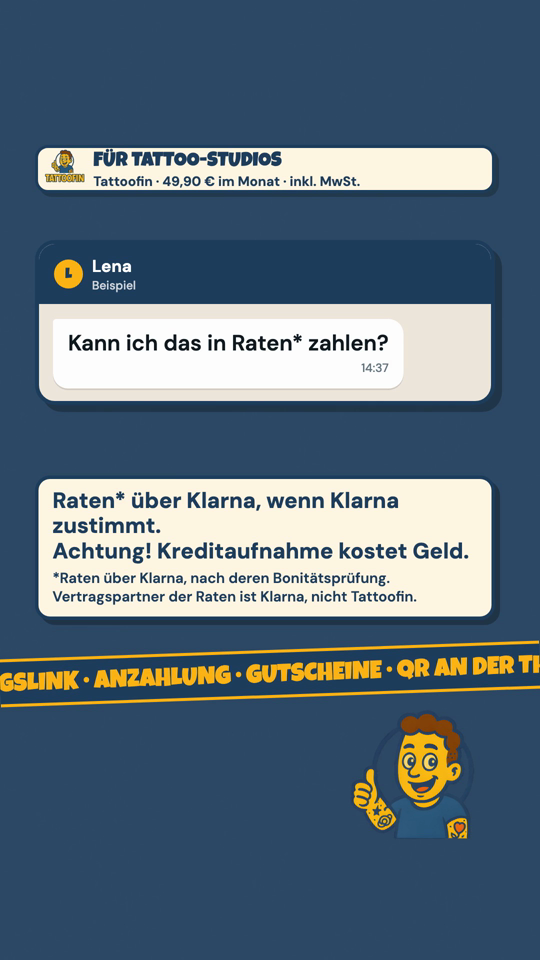 TATTOOFIN
FÜR TATTOO-STUDIOS
Tattoofin · 49,90 € im Monat · inkl. MwSt.
L
Lena
Beispiel
Kann ich das in Raten* zahlen?
14:37
Raten* über Klarna, wenn Klarna
zustimmt.
Achtung! Kreditaufnahme kostet Geld.
*Raten über Klarna, nach deren Bonitätsprüfung.
Vertragspartner der Raten ist Klarna, nicht Tattoofin.
GSLINK · ANZAHLUNG · GUTSCHEINE · QR AN DER TH